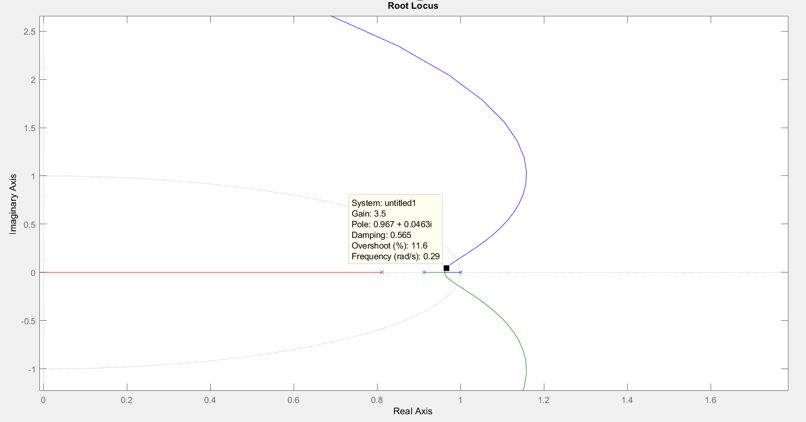 Root Locus
2.5
2
1.5
1
0.5
0
-0.5
-1
Imaginary Axis
System: untitled1
Gain: 3.5
Pole: 0.967 + 0.0463i
Damping: 0.565
Overshoot (%): 11.6
Frequency (rad/s): 0.29
0 0.2 0.4 0.6 0.8 1 1.2 1.4 1.6
Real Axis